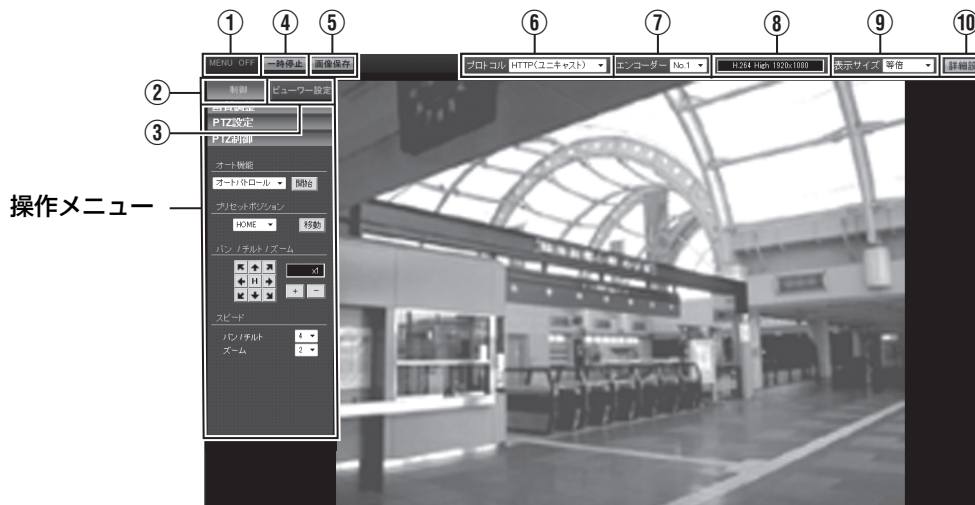 ① ④ ⑤ ⑥ ⑦ ⑧ ⑨ ⑩
MENU OFF 一時停止 画像保存 プロトコル HTTP(ユニキャスト) エンコーダー No.1 H.264 High 1920x1080 表示サイズ 等倍 詳細設
② 制御 ビューワー設定
③
PTZ設定
PTZ制御
オート機能
オートパトロール 開始
操作メニュー
プリセットポジション
HOME 移動
パン / チルト / ズーム
H x1
+ -
スピード
パン / チルト 4
ズーム 2